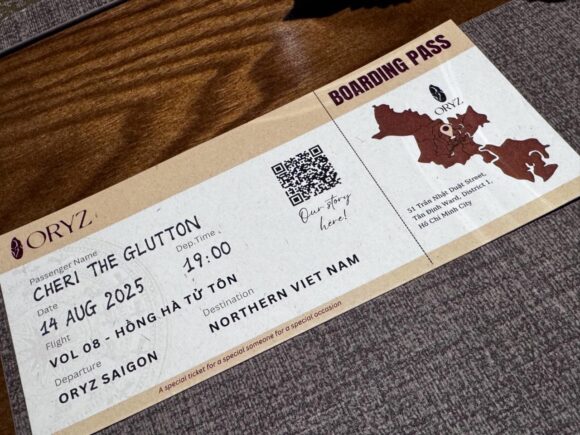 ORYZ
Passenger Name
CHERI THE GLUTTON
Date
Dep.Time
14 AUG 2025
19:00
Flight
VOL 08 - HỒNG HÀ TỪ TÔN
Departure
Destination
ORYZ SAIGON
NORTHERN VIET NAM
A special ticket for a special someone for a special occasion
Our story
here!
BOARDING PASS
ORYZ
51 Trần Nhật Duật Street,
Tân Định Ward, District 1,
Hồ Chí Minh City